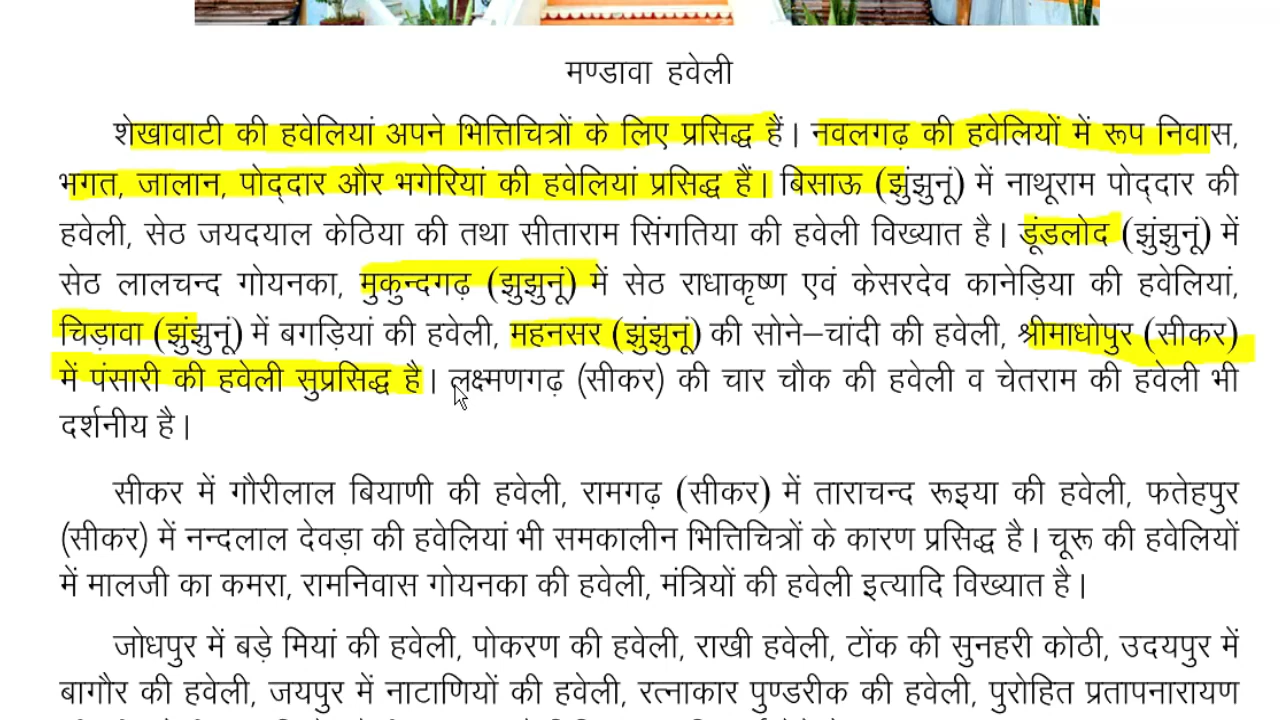 मण्डावा हवेली
शेखावाटी की हवेलियां अपने भित्तिचित्रों के लिए प्रसिद्ध हैं। नवलगढ़ की हवेलियों में रूप निवास,
भगत, जालान, पोद्दार और भगेरियां की हवेलियां प्रसिद्ध हैं। बिसाऊ (झुंझुनूं) में नाथूराम पोद्दार की
हवेली, सेठ जयदयाल केठिया की तथा सीताराम सिंगतिया की हवेली विख्यात है। डूंडलोद (झुंझुनूं) में
सेठ लालचन्द गोयनका, मुकुन्दगढ़ (झुझुनूं) में सेठ राधाकृष्ण एवं केसरदेव कानेड़िया की हवेलियां,
चिड़ावा (झुंझुनूं) में बगड़ियां की हवेली, महनसर (झुंझुनूं) की सोने–चांदी की हवेली, श्रीमाधोपुर (सीकर)
में पंसारी की हवेली सुप्रसिद्ध है। लक्ष्मणगढ़ (सीकर) की चार चौक की हवेली व चेतराम की हवेली भी
दर्शनीय है।
सीकर में गौरीलाल बियाणी की हवेली, रामगढ़ (सीकर) में ताराचन्द रूइया की हवेली, फतेहपुर
(सीकर) में नन्दलाल देवड़ा की हवेलियां भी समकालीन भित्तिचित्रों के कारण प्रसिद्ध है। चूरू की हवेलियों
में मालजी का कमरा, रामनिवास गोयनका की हवेली, मंत्रियों की हवेली इत्यादि विख्यात है।
जोधपुर में बड़े मियां की हवेली, पोकरण की हवेली, राखी हवेली, टोंक की सुनहरी कोठी, उदयपुर में
बागौर की हवेली, जयपुर में नाटाणियों की हवेली, रत्नाकार पुण्डरीक की हवेली, पुरोहित प्रतापनारायण